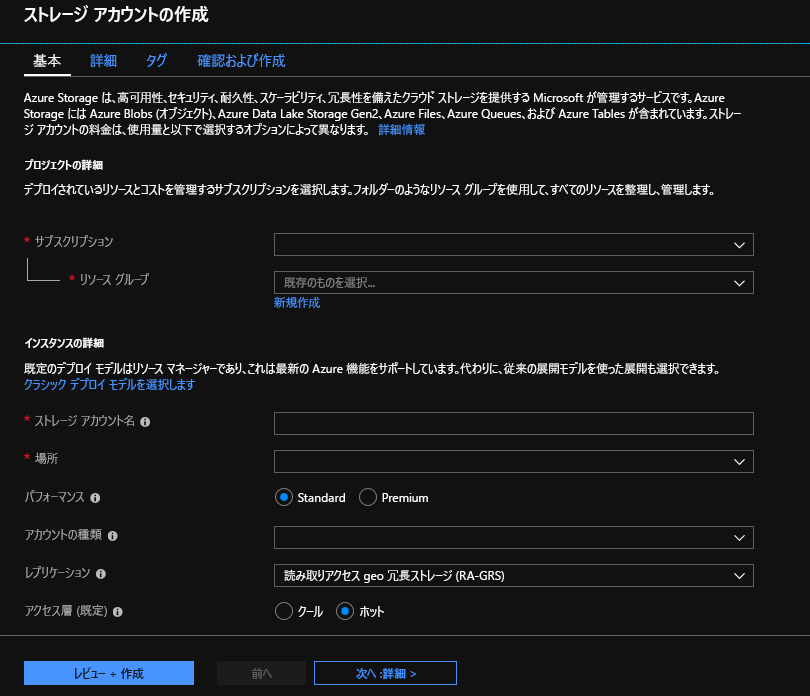 ストレージ アカウントの作成
基本 詳細 タグ 確認および作成
Azure Storage は、高可用性、セキュリティ、耐久性、スケーラビリティ、冗長性を備えたクラウド ストレージを提供する Microsoft が管理するサービスです。Azure
Storage には Azure Blobs (オブジェクト)、Azure Data Lake Storage Gen2、Azure Files、Azure Queues、および Azure Tables が含まれています。ストレー
ジ アカウントの料金は、使用量と以下で選択するオプションによって異なります。 詳細情報
プロジェクトの詳細
デプロイされているリソースとコストを管理するサブスクリプションを選択します。フォルダーのようなリソース グループを使用して、すべてのリソースを整理し、管理します。
* サブスクリプション
* リソース グループ 既存のものを選択...
新規作成
インスタンスの詳細
既定のデプロイ モデルはリソース マネージャーであり、これは最新の Azure 機能をサポートしています。代わりに、従来の展開モデルを使った展開も選択できます。
クラシック デプロイ モデルを選択します
* ストレージ アカウント名
* 場所
パフォーマンス Standard Premium
アカウントの種類
レプリケーション 読み取りアクセス geo 冗長ストレージ (RA-GRS)
アクセス層 (既定) クール ホット
レビュー + 作成 前へ 次へ :詳細 >